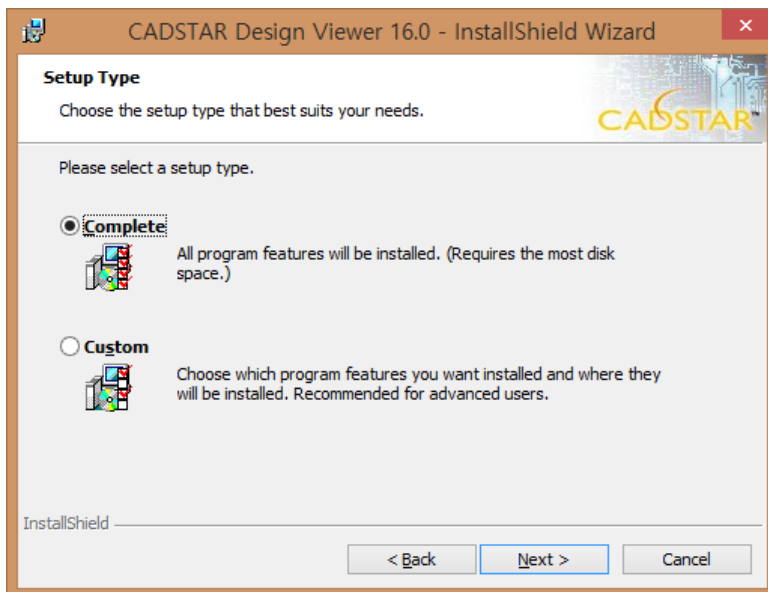 CADSTAR Design Viewer 16.0 - InstallShield Wizard
Setup Type
Choose the setup type that best suits your needs.
CADSTAR
Please select a setup type.
Complete
All program features will be installed. (Requires the most disk
space.)
Custom
Choose which program features you want installed and where they
will be installed. Recommended for advanced users.
InstallShield
< Back
Next >
Cancel